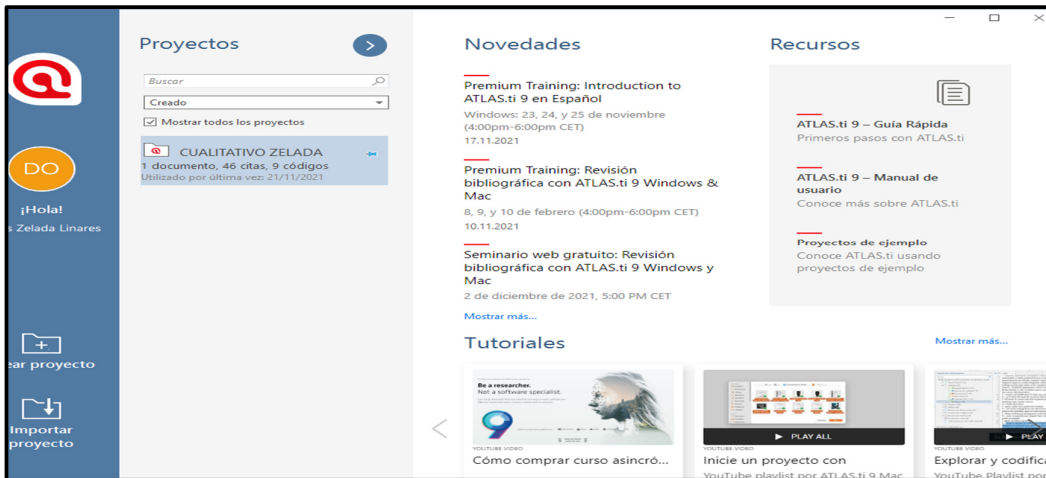 DO
¡Hola!
s Zelada Linares
ear proyecto
Importar
proyecto
Proyectos
Buscar
Creado
Mostrar todos los proyectos
CUALITATIVO ZELADA
1 documento, 46 citas, 9 códigos
Utilizado por última vez: 21/11/2021
Novedades
Premium Training: Introduction to
ATLAS.ti 9 en Español
Windows: 23, 24, y 25 de noviembre
(4:00pm-6:00pm CET)
17.11.2021
Premium Training: Revisión
bibliográfica con ATLAS.ti 9 Windows &
Mac
8, 9, y 10 de febrero (4:00pm-6:00pm CET)
10.11.2021
Seminario web gratuito: Revisión
bibliográfica con ATLAS.ti 9 Windows y
Mac
2 de diciembre de 2021, 5:00 PM CET
Mostrar más...
Recursos
ATLAS.ti 9 – Guía Rápida
Primeros pasos con ATLAS.ti
ATLAS.ti 9 – Manual de
usuario
Conoce más sobre ATLAS.ti
Proyectos de ejemplo
Conoce ATLAS.ti usando
proyectos de ejemplo
Tutoriales
Mostrar más...
Be a researcher.
Not a software specialist.
9
YOUTUBE VIDEO
Cómo comprar curso asincró...
PLAY ALL
YOUTUBE VIDEO
Inicie un proyecto con
YouTube playlist por ATLAS.ti 9 Mac
PLAY
YOUTUBE VIDEO
Explorar y codifica
YouTube Playlist por